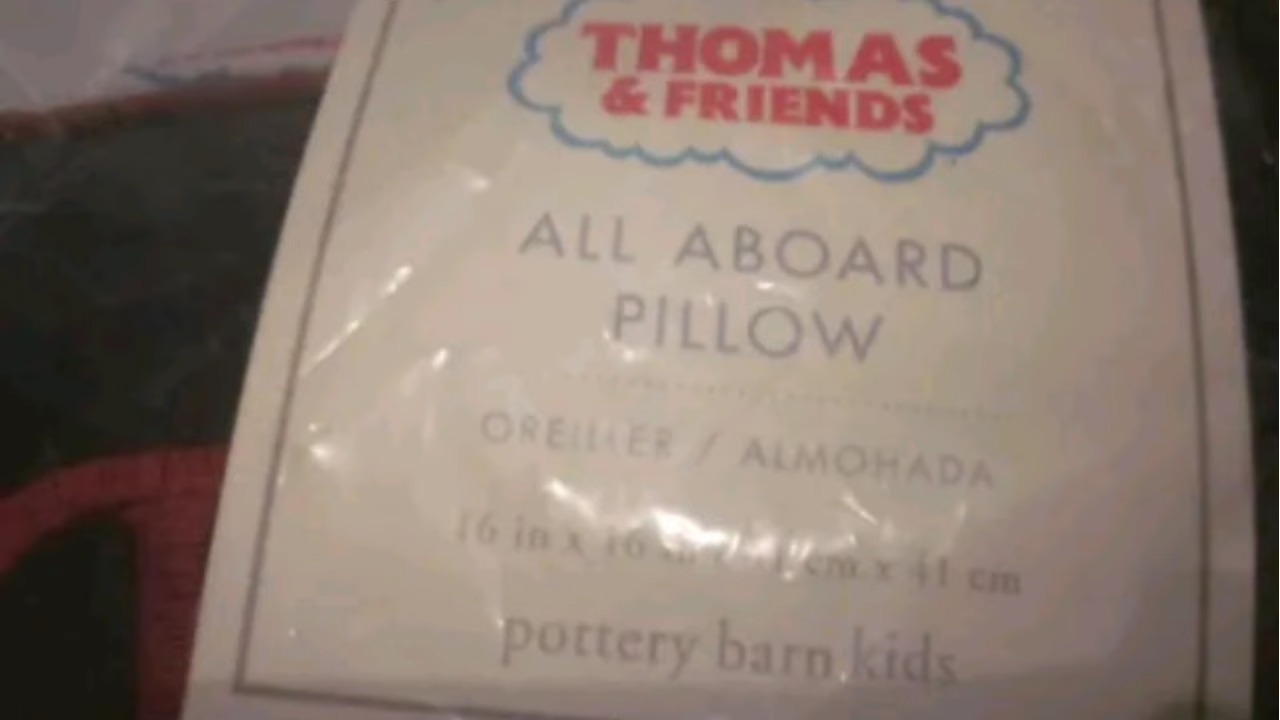 THOMAS
& FRIENDS
ALL ABOARD
PILLOW
OREILLER / ALMOHADA
16 in x 16 in / 41 cm x 41 cm
pottery barn kids